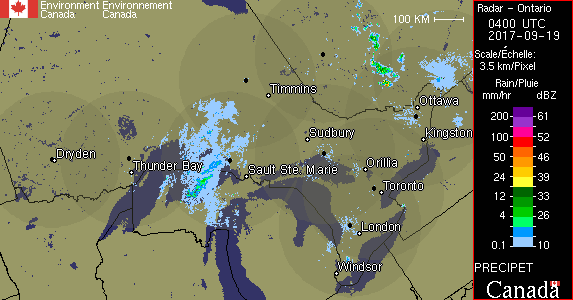 Environment Environnement
Canada Canada
100 KM
Timmins
Ottawa
Sudbury
Kingston
Dryden
Thunder Bay
Sault Ste. Marie
Orillia
Toronto
London
Windsor
Radar - Ontario
0400 UTC
2017-09-19
Scale/Échelle:
3.5 km/Pixel
Rain/Pluie
mm/hr dBZ
200 61
100 52
50 46
24 39
12 33
4 26
0.1 10
PRECIPET
Canada